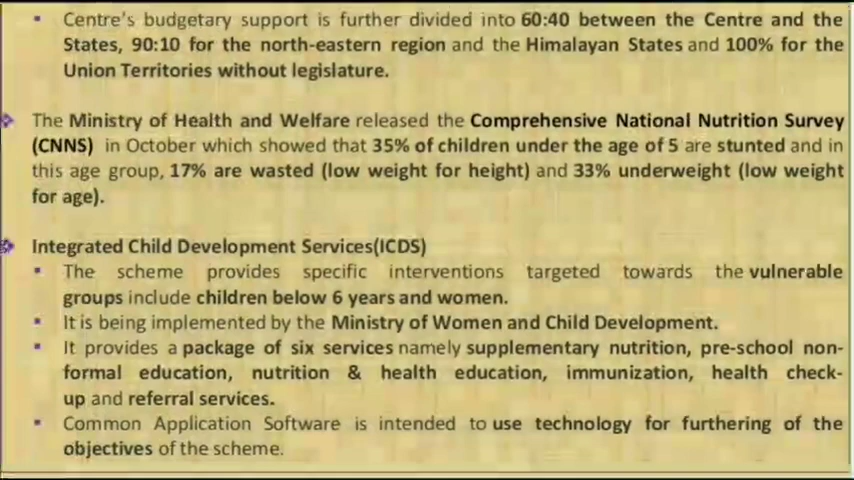 Centre's budgetary support is further divided into 60:40 between the Centre and the
States, 90:10 for the north-eastern region and the Himalayan States and 100% for the
Union Territories without legislature.
The Ministry of Health and Welfare released the Comprehensive National Nutrition Survey
(CNNS) in October which showed that 35% of children under the age of 5 are stunted and in
this age group, 17% are wasted (low weight for height) and 33% underweight (low weight
for age).
Integrated Child Development Services(ICDS)
The scheme provides specific interventions targeted towards the vulnerable
groups include children below 6 years and women.
It is being implemented by the Ministry of Women and Child Development.
It provides a package of six services namely supplementary nutrition, pre-school non-
formal education, nutrition & health education, immunization, health check-
up and referral services.
Common Application Software is intended to use technology for furthering of the
objectives of the scheme.